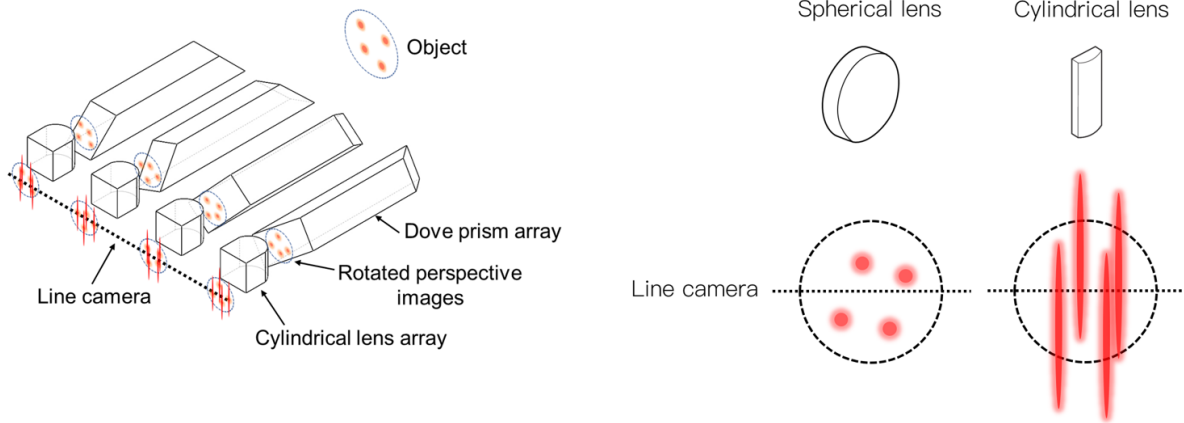 Object
Dove prism array
Rotated perspective
images
Line camera
Cylindrical lens array
Spherical lens
Cylindrical lens
Line camera